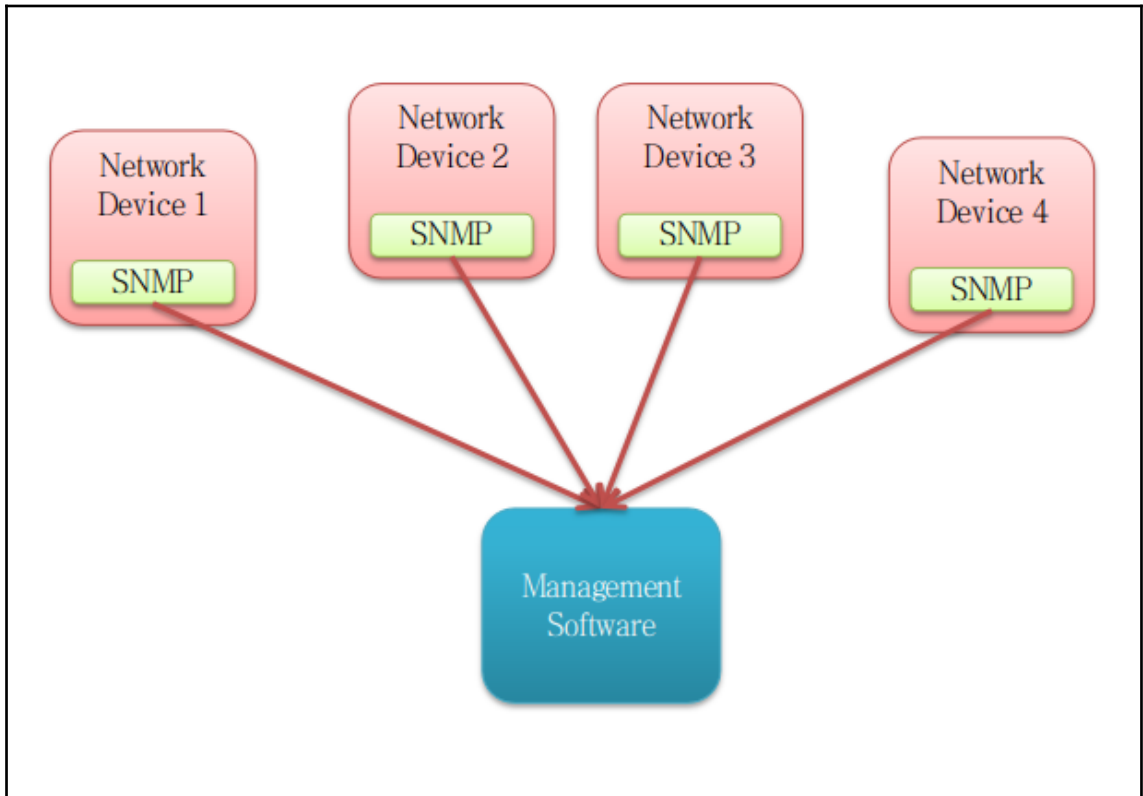 Network
Device 1
SNMP
Network
Device 2
SNMP
Network
Device 3
SNMP
Network
Device 4
SNMP
Management
Software